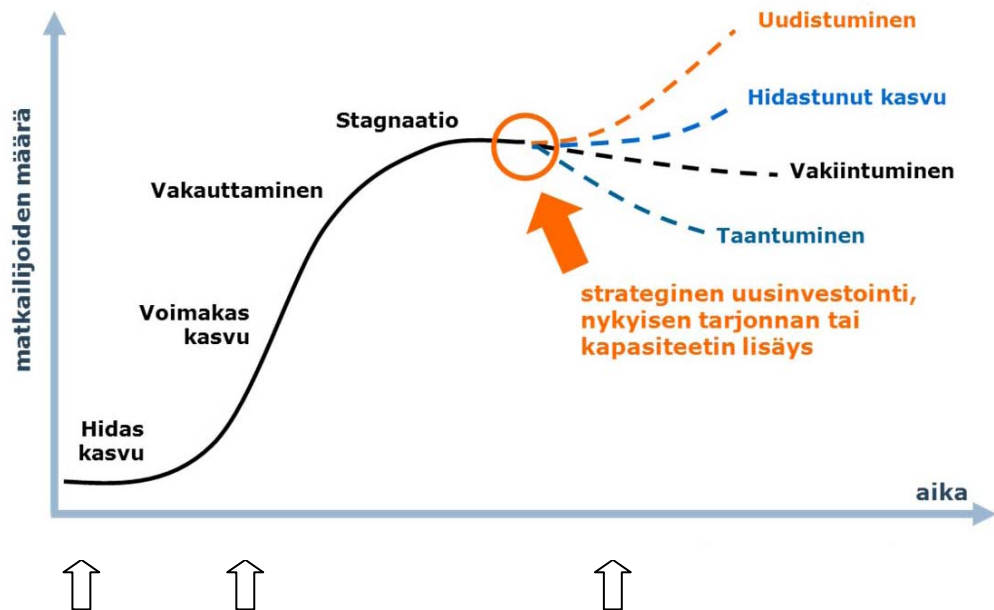 Uudistuminen
Hidastunut kasvu
Stagnaatio
Vakiintuminen
Vakauttaminen
Taantuminen
strateginen uusinvestointi,
nykyisen tarjonnan tai
kapasiteetin lisäys
Voimakas
kasvu
Hidas
kasvu
matkailijoiden määrä
aika